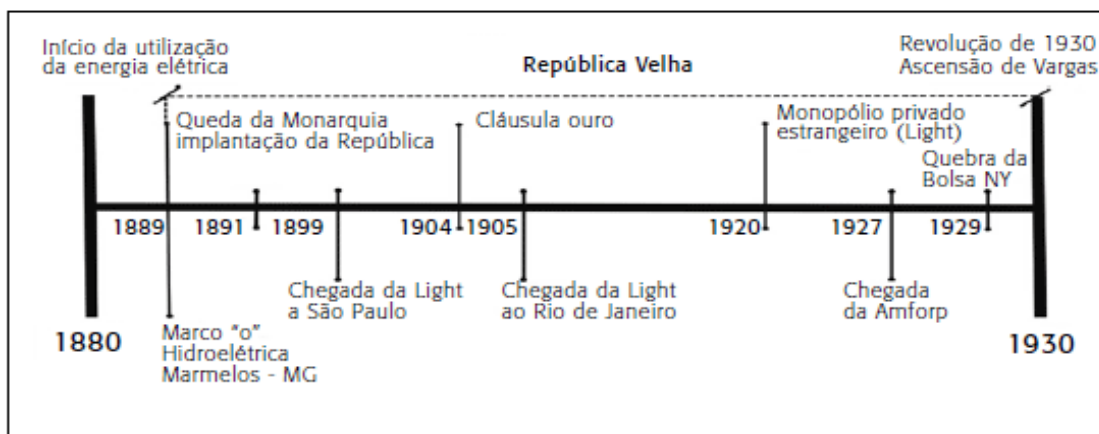 Início da utilização
da energia elétrica
República Velha
Revolução de 1930
Ascensão de Vargas
Queda da Monarquia
implantação da República
Cláusula ouro
Monopólio privado
estrangeiro (Light)
Quebra da
Bolsa NY
1889
1891
1899
1904
1905
1920
1927
1929
Chegada da Light
a São Paulo
Chegada da Light
ao Rio de Janeiro
Chegada
da Amforp
1880
Marco "o"
Hidroelétrica
Marmelos - MG
1930